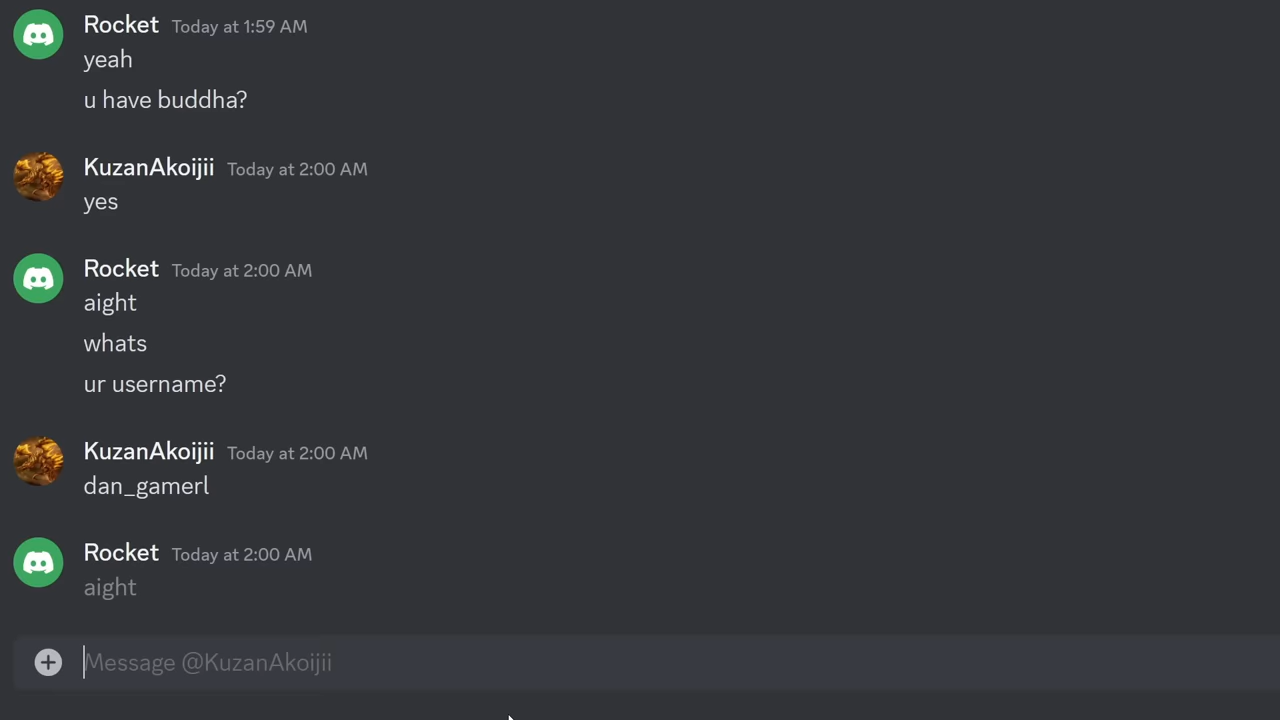 Rocket Today at 1:59 AM
yeah
u have buddha?
KuzanAkoijii Today at 2:00 AM
yes
Rocket Today at 2:00 AM
aight
whats
ur username?
KuzanAkoijii Today at 2:00 AM
dan_gamerl
Rocket Today at 2:00 AM
aight
Message @KuzanAkoijii